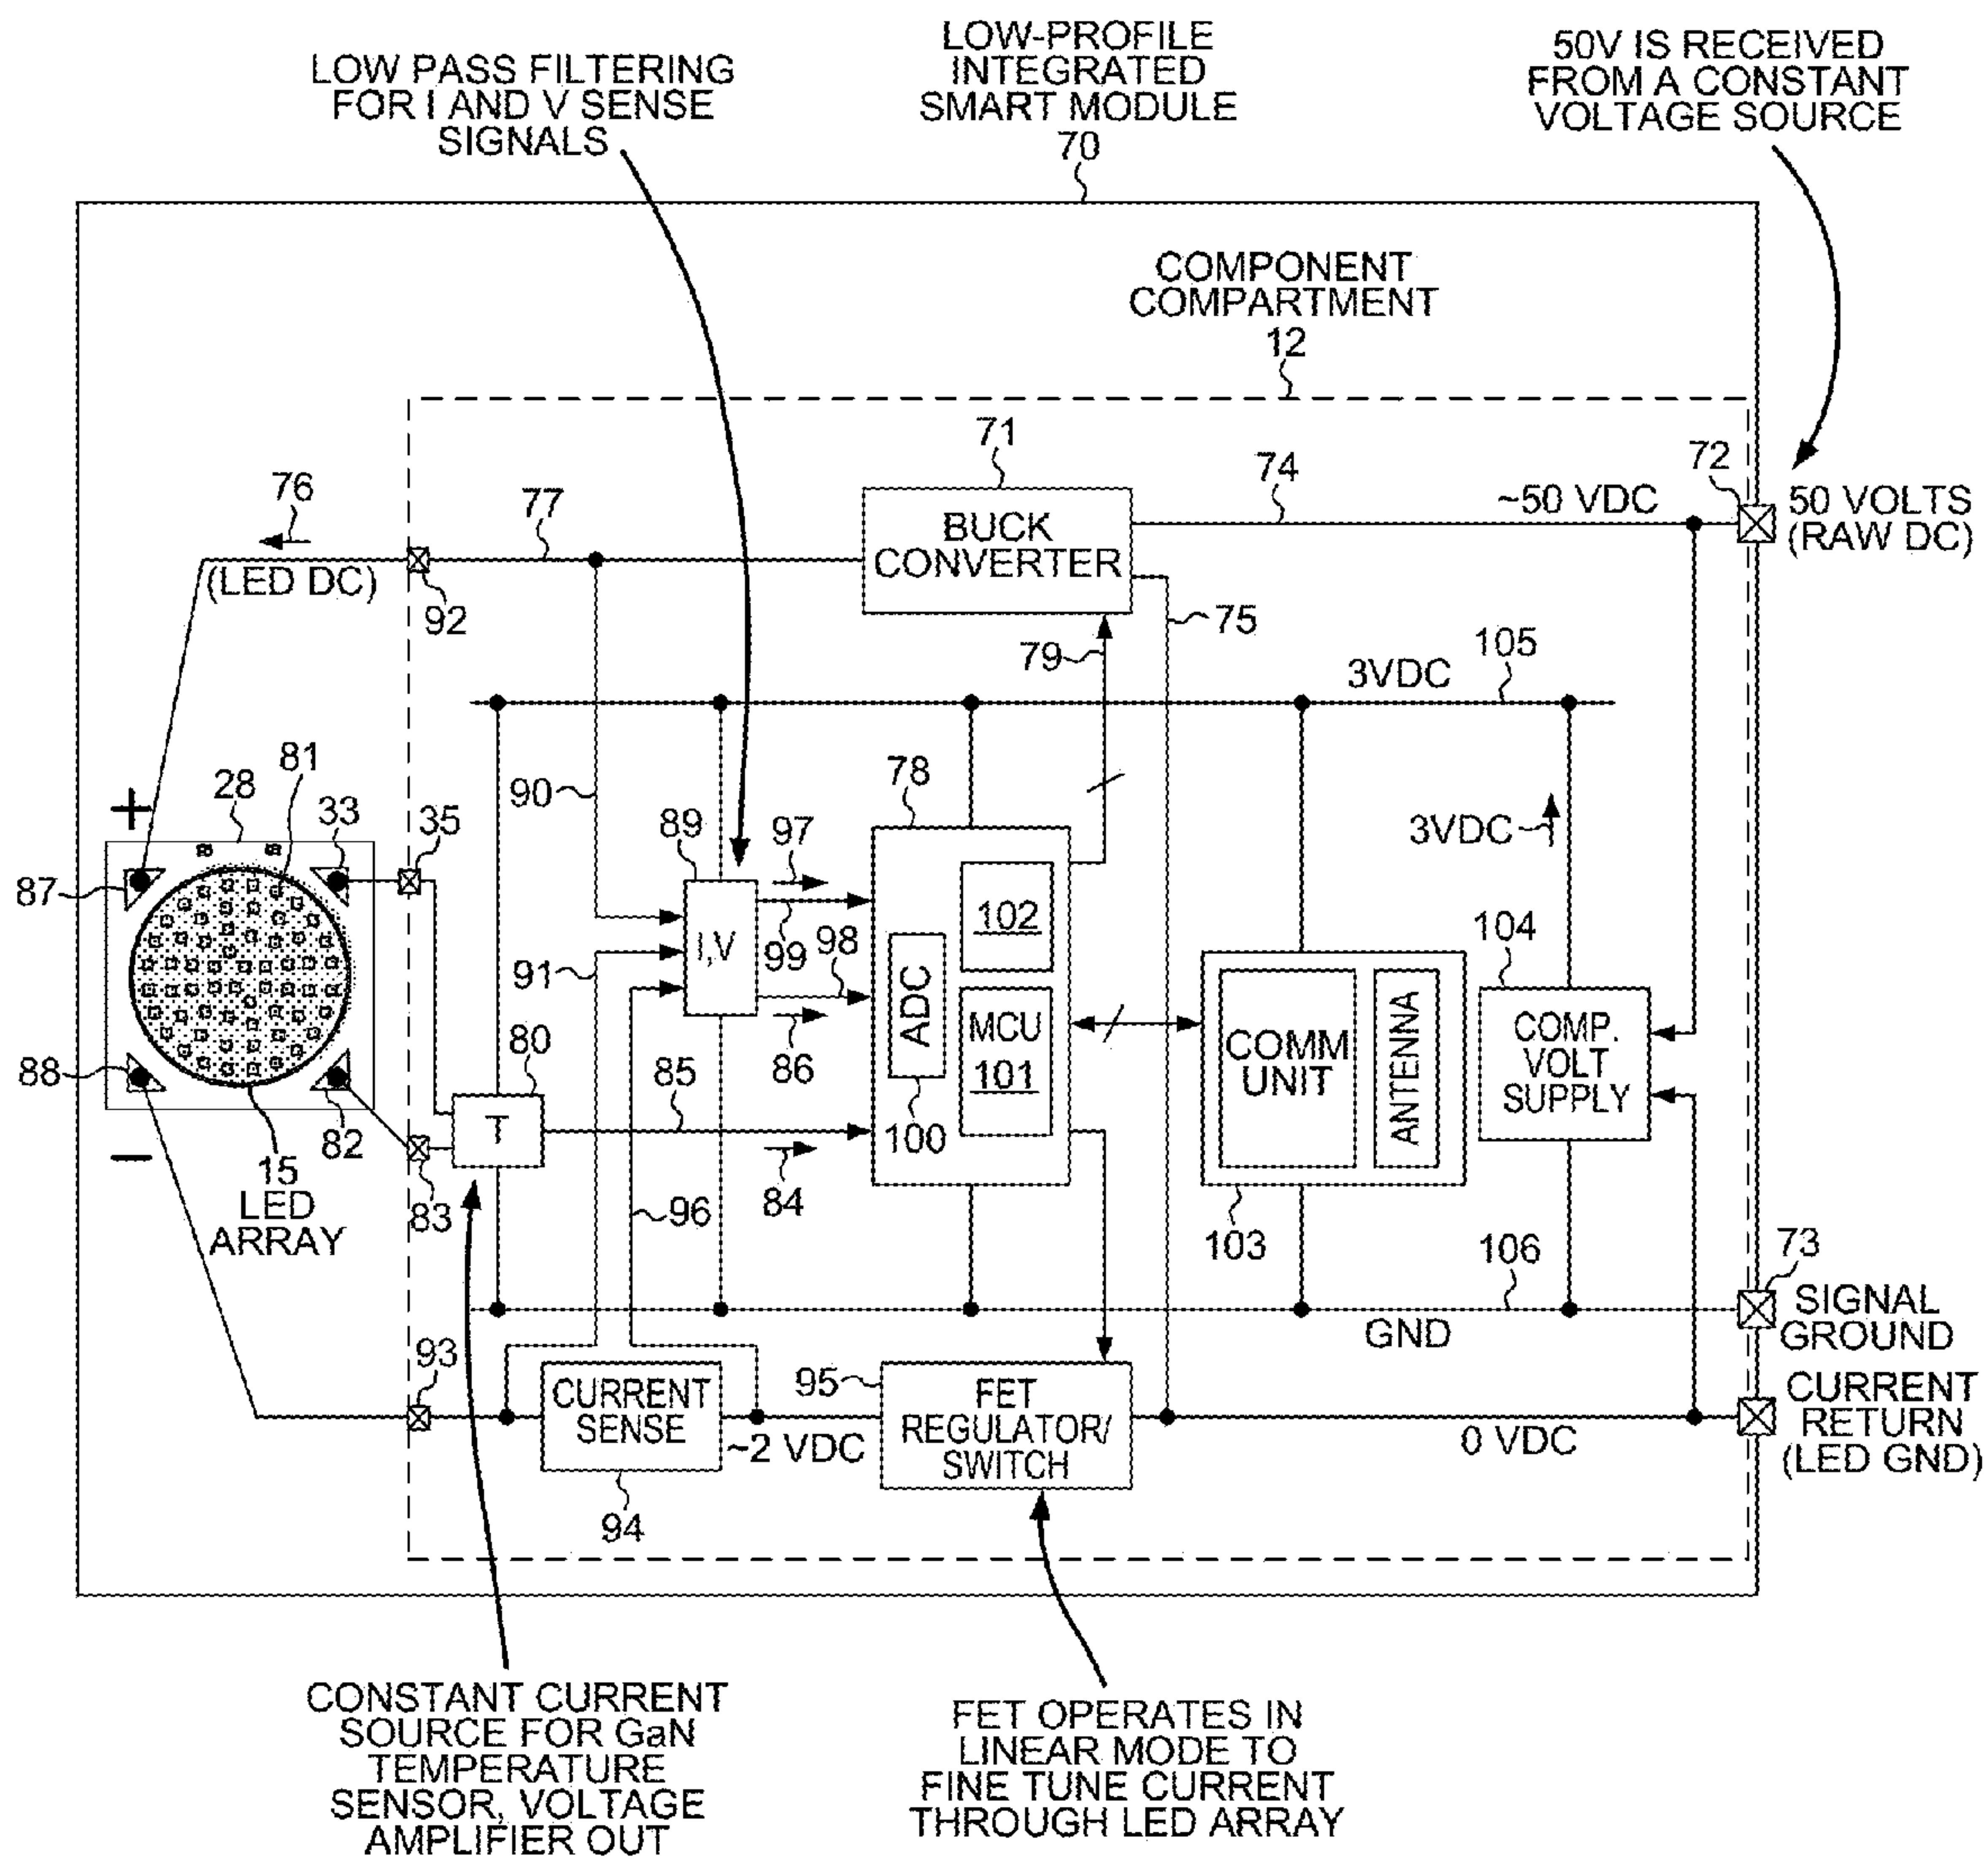 LOW-PROFILE
INTEGRATED
SMART MODULE
70
50V IS RECEIVED
FROM A CONSTANT
VOLTAGE SOURCE
LOW PASS FILTERING
FOR I AND V SENSE
SIGNALS
COMPONENT
COMPARTMENT
12
71
74
72
~50 VDC
50 VOLTS
(RAW DC)
76
77
BUCK
CONVERTER
(LED DC)
92
79
75
105
3VDC
28
81
33
35
90
89
97
78
3VDC
+
87
99
98
102
104
91
I,V
ADC
MCU
101
COMM
UNIT
ANTENNA
COMP.
VOLT
SUPPLY
88
80
85
86
100
T
82
15
LED
ARRAY
83
84
96
103
106
73
SIGNAL
GROUND
GND
93
95
CURRENT
SENSE
~2 VDC
FET
REGULATOR/
SWITCH
0 VDC
CURRENT
RETURN
(LED GND)
94
CONSTANT CURRENT
SOURCE FOR GaN
TEMPERATURE
SENSOR, VOLTAGE
AMPLIFIER OUT
FET OPERATES IN
LINEAR MODE TO
FINE TUNE CURRENT
THROUGH LED ARRAY